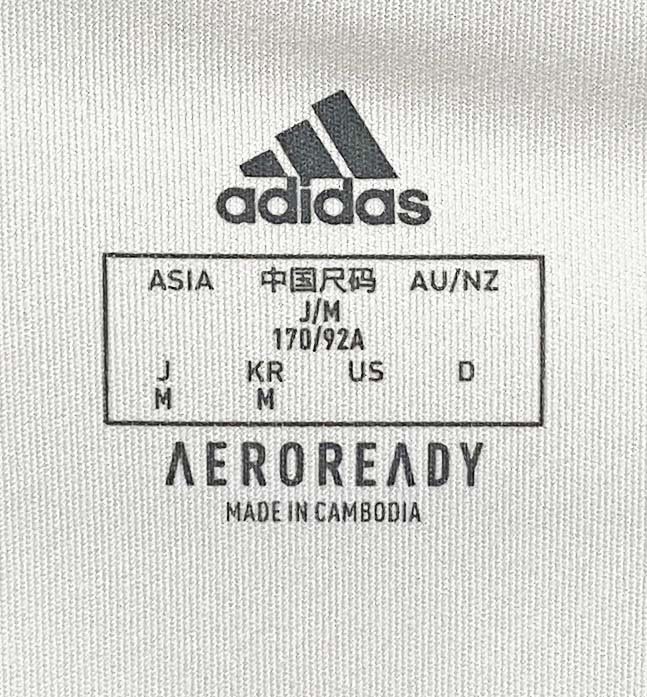 adidas
ASIA 中国尺码 AU/NZ
J/M
170/92A
J KR US D
M M
AEROREADY
MADE IN CAMBODIA